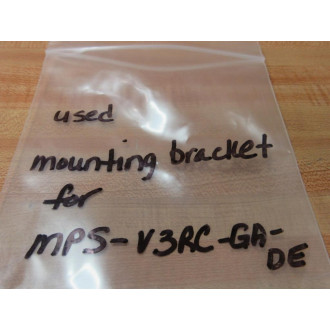 used
mounting bracket
for
MPS-V3RC-GA-
DE